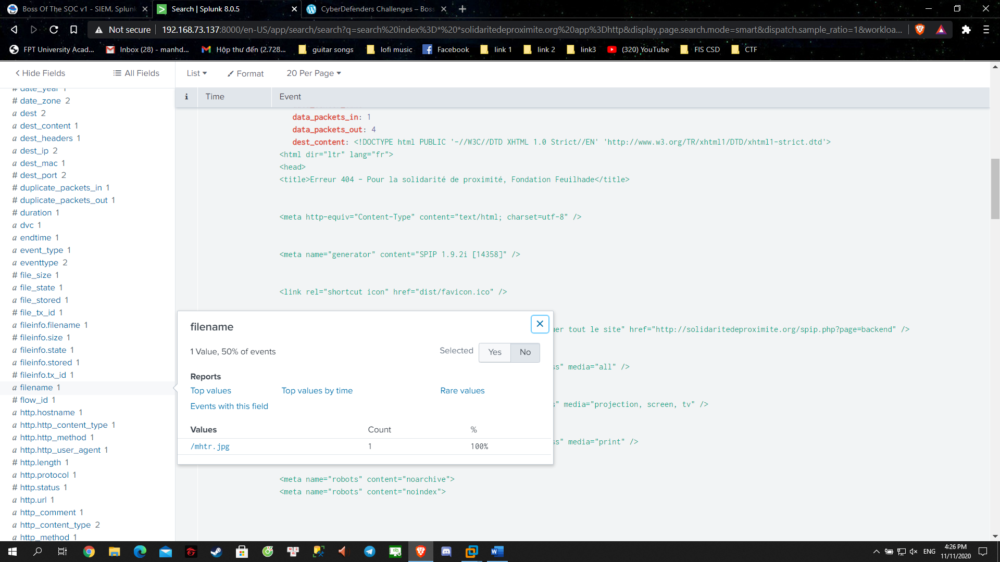 Boss Of The SOC v1 - SIEM, Splunk
Search | Splunk 8.0.5
CyberDefenders Challenges – Boss
Not secure
192.168.73.137:8000/en-US/app/search/search?q=search%20index%3D*%20*solidaritedeproximite.org%20app%3Dhttp&display.page.search.mode=smart&dispatch.sample_ratio=1&workloa...
FPT University Acad...
Inbox (28) - manhd...
Hộp thư đến (2.728...
guitar songs
lofi music
Facebook
link 1
link 2
link3
(320) YouTube
FIS CSD
CTF
Hide Fields
All Fields
List
Format
20 Per Page
i
Time
Event
# date_year 1
# date_zone 2
a dest 2
a dest_content 1
a dest_headers 1
a dest_ip 2
a dest_mac 1
# dest_port 2
# duplicate_packets_in 1
# duplicate_packets_out 1
# duration 1
a dvc 1
a endtime 1
a event_type 1
a eventtype 2
# file_size 1
a file_state 1
a file_stored 1
# file_tx_id 1
a fileinfo.filename 1
# fileinfo.size 1
a fileinfo.state 1
a fileinfo.stored 1
# fileinfo.tx_id 1
a filename 1
# flow_id 1
a http.hostname 1
a http.http_content_type 1
a http.http_method 1
a http.http_user_agent 1
# http.length 1
a http.protocol 1
# http.status 1
a http.url 1
a http_comment 1
a http_content_type 2
a http_method 1
data_packets_in: 1
data_packets_out: 4
dest_content: <!DOCTYPE html PUBLIC '-//W3C//DTD XHTML 1.0 Strict//EN' 'http://www.w3.org/TR/xhtml1/DTD/xhtml1-strict.dtd'>
<html dir="ltr" lang="fr">
<head>
<title>Erreur 404 - Pour la solidarité de proximité, Fondation Feuilhade</title>
<meta http-equiv="Content-Type" content="text/html; charset=utf-8" />
<meta name="generator" content="SPIP 1.9.2i [14358]" />
<link rel="shortcut icon" href="dist/favicon.ico" />
uer tout le site" href="http://solidaritedeproximite.org/spip.php?page=backend" />
ss" media="all" />
s" media="projection, screen, tv" />
ss" media="print" />
<meta name="robots" content="noarchive">
<meta name="robots" content="noindex">
filename
1 Value, 50% of events
Selected
Yes
No
Reports
Top values
Top values by time
Rare values
Events with this field
Values
Count
%
/mhtr.jpg
1
100%
ENG
4:26 PM
11/11/2020